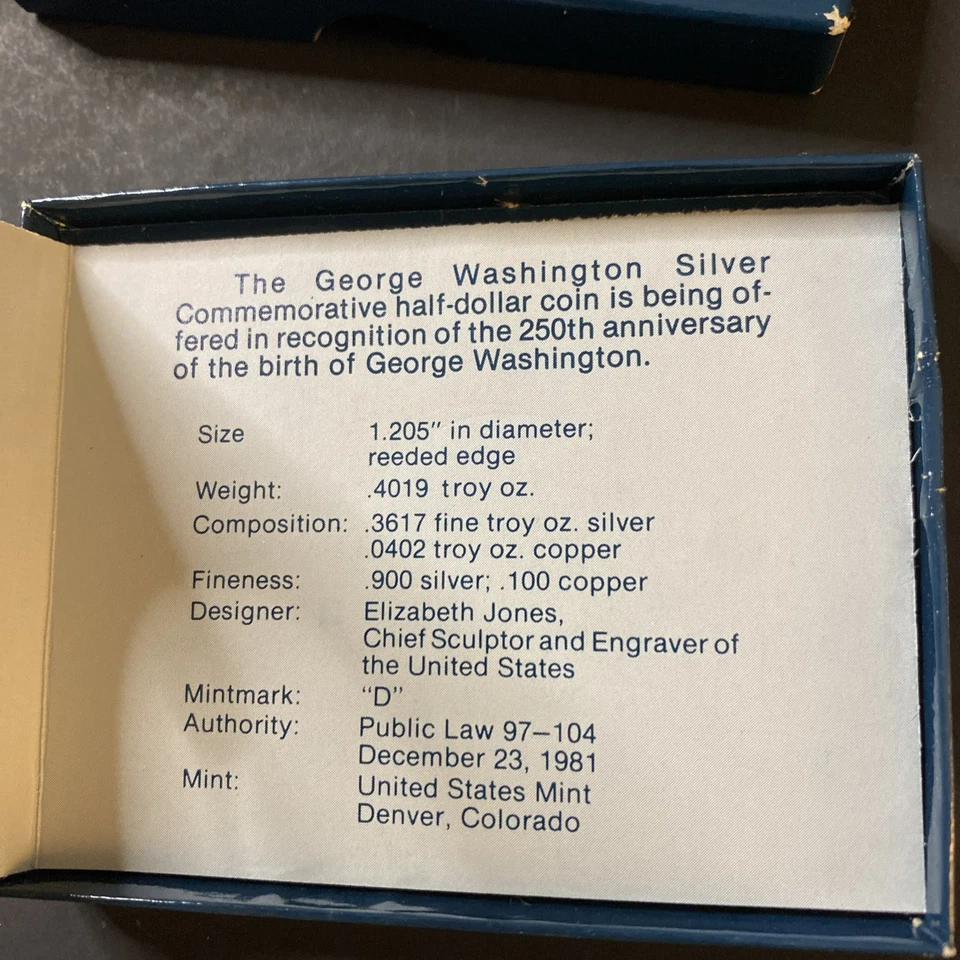 The George Washington Silver
Commemorative half-dollar coin is being of-
fered in recognition of the 250th anniversary
of the birth of George Washington.
Size 1.205" in diameter;
reeded edge
Weight: .4019 troy oz.
Composition: .3617 fine troy oz. silver
.0402 troy oz. copper
Fineness: .900 silver; .100 copper
Designer: Elizabeth Jones,
Chief Sculptor and Engraver of
the United States
Mintmark: “D”
Authority: Public Law 97–104
December 23, 1981
Mint: United States Mint
Denver, Colorado